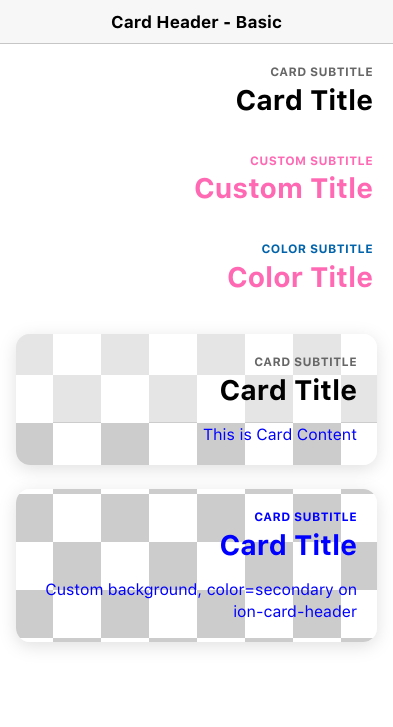 Card Header - Basic
CARD SUBTITLE
Card Title
CUSTOM SUBTITLE
Custom Title
COLOR SUBTITLE
Color Title
CARD SUBTITLE
Card Title
This is Card Content
CARD SUBTITLE
Card Title
Custom background, color=secondary on
ion-card-header